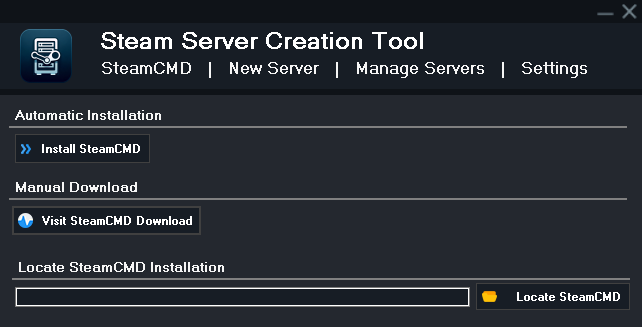 Steam Server Creation Tool
SteamCMD | New Server | Manage Servers | Settings
Automatic Installation
Install SteamCMD
Manual Download
Visit SteamCMD Download
Locate SteamCMD Installation
Locate SteamCMD